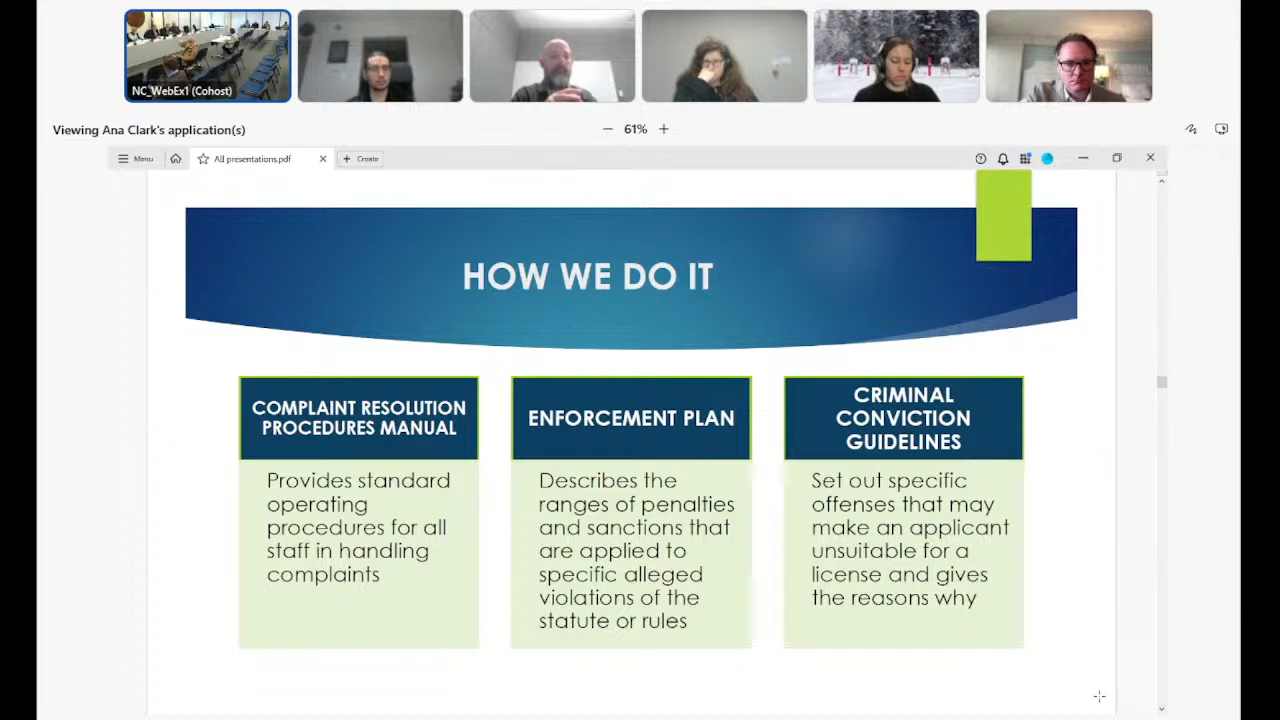 NC_WebEx1 (Cohost)
Viewing Ana Clark's application(s)
61%
Menu
All presentations.pdf
Create
HOW WE DO IT
COMPLAINT RESOLUTION
PROCEDURES MANUAL
Provides standard
operating
procedures for all
staff in handling
complaints
ENFORCEMENT PLAN
Describes the
ranges of penalties
and sanctions that
are applied to
specific alleged
violations of the
statute or rules
CRIMINAL
CONVICTION
GUIDELINES
Set out specific
offenses that may
make an applicant
unsuitable for a
license and gives
the reasons why